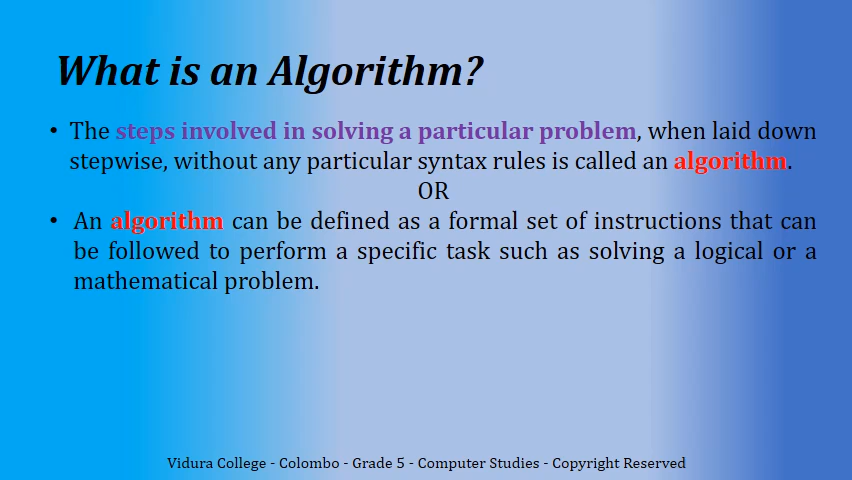 What is an Algorithm?
• The steps involved in solving a particular problem, when laid down
stepwise, without any particular syntax rules is called an algorithm.
OR
• An algorithm can be defined as a formal set of instructions that can
be followed to perform a specific task such as solving a logical or a
mathematical problem.
Vidura College - Colombo - Grade 5 - Computer Studies - Copyright Reserved